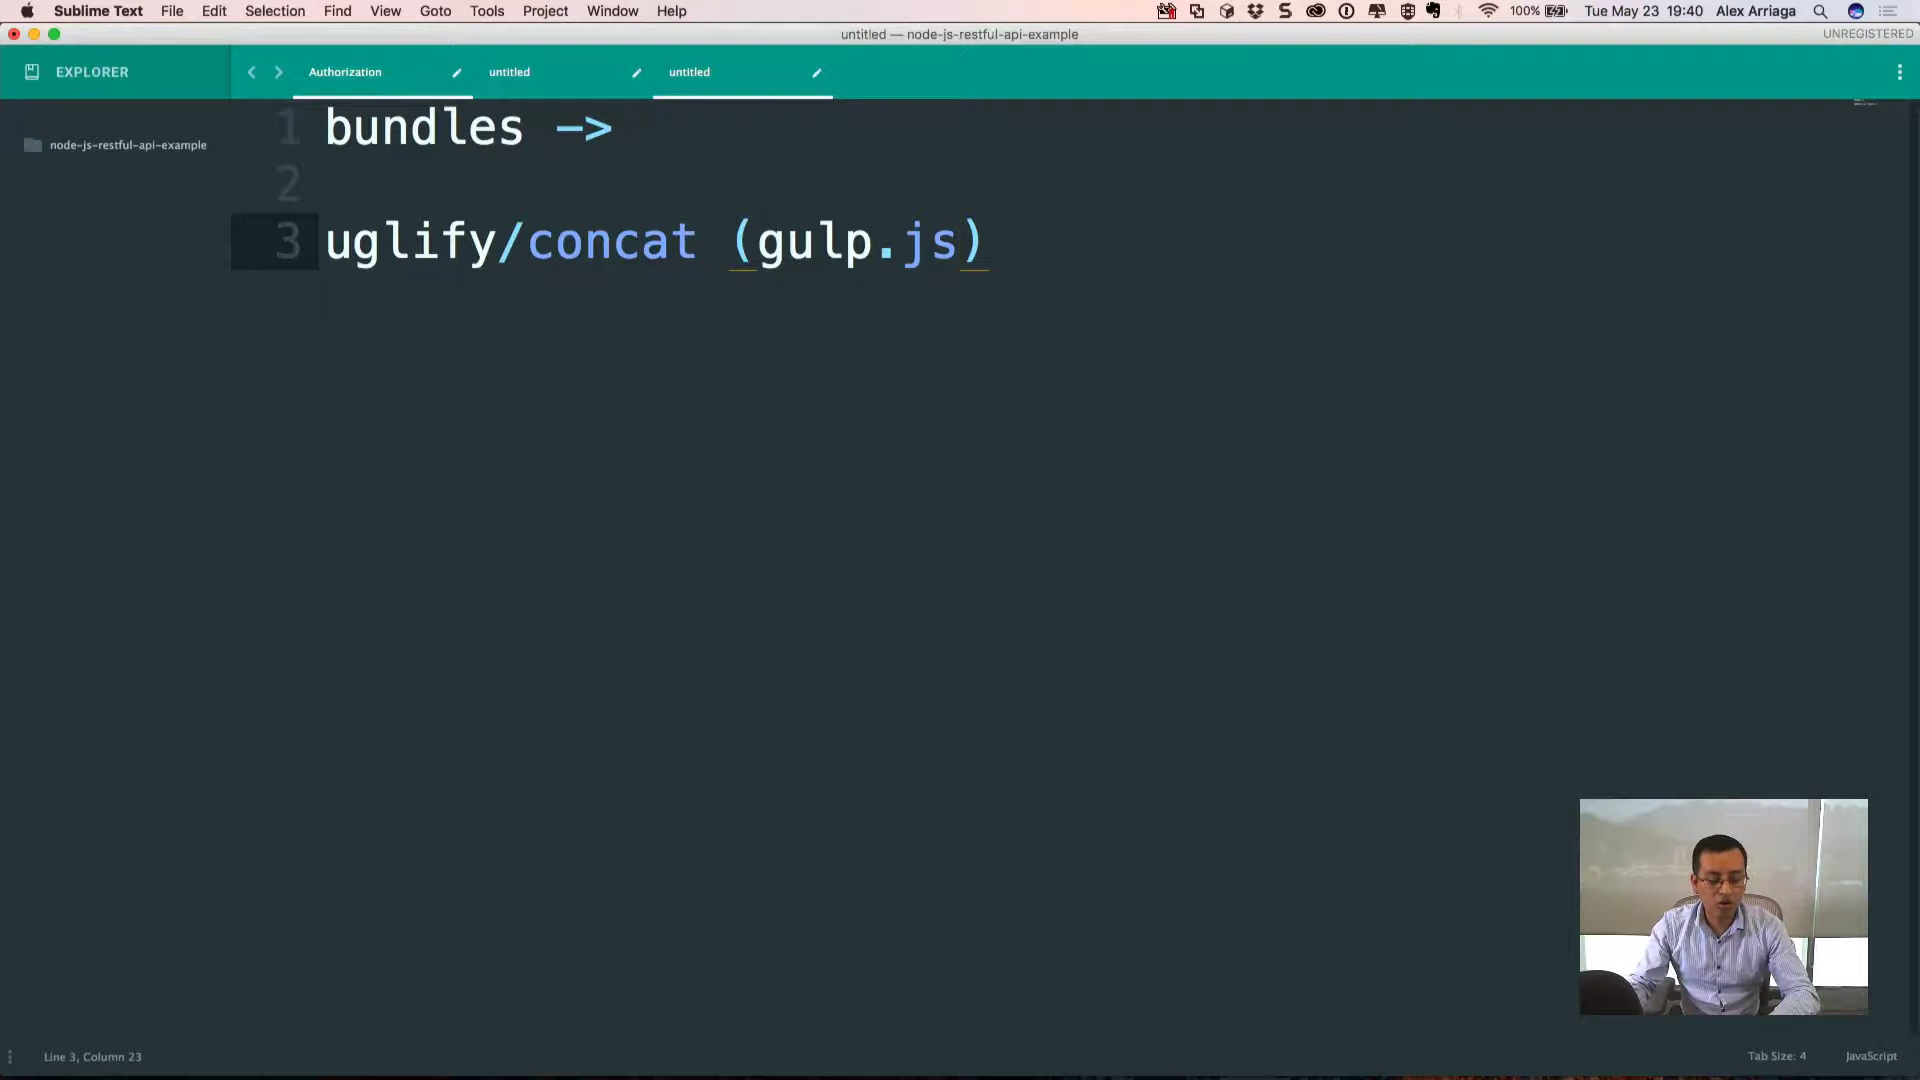 Sublime Text File Edit Selection Find View Goto Tools Project Window Help 100% Tue May 23 19:40 Alex Arriaga
untitled — node-js-restful-api-example UNREGISTERED
EXPLORER Authorization untitled untitled
node-js-restful-api-example
1 bundles ->
2
3 uglify/concat (gulp.js)
Line 3, Column 23 Tab Size: 4 JavaScript